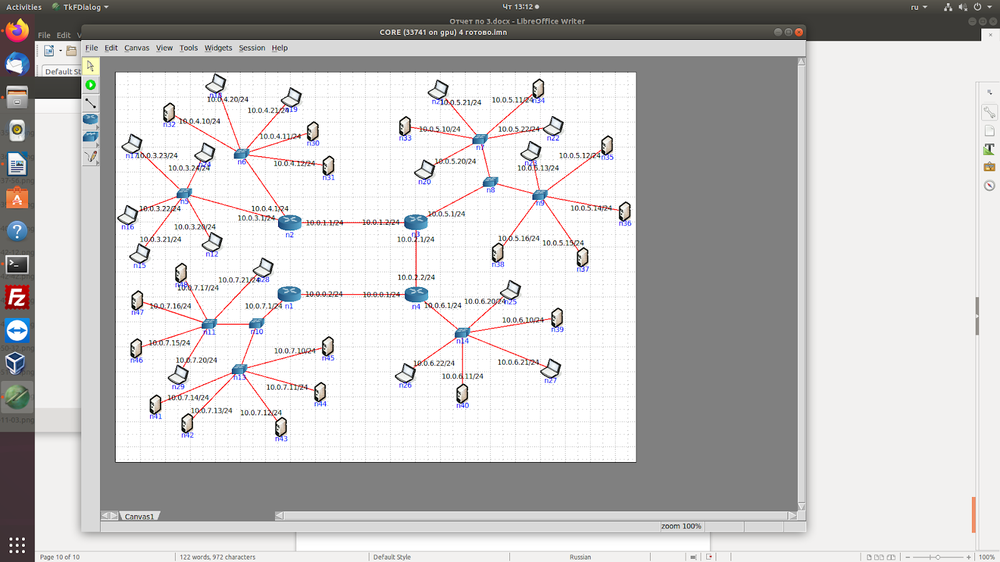 Activities
TkFDialog
Чт 13:12
ru
Отчет по 3.docx - LibreOffice Writer
File Edit
CORE (33741 on gpu) 4 готово.imn
File Edit Canvas View Tools Widgets Session Help
Default St
n18
10.0.4.20/24
n19
10.0.4.21/24
n32
10.0.4.10/24
n30
10.0.4.11/24
n31
10.0.4.12/24
n6
n17
10.0.3.23/24
n24
10.0.3.24/24
n5
n16
10.0.3.22/24
n15
10.0.3.21/24
n12
10.0.3.20/24
10.0.4.1/24
10.0.3.1/24
n2
10.0.1.1/24
10.0.1.2/24
n3
10.0.5.1/24
10.0.2.1/24
10.0.2.2/24
10.0.5.21/24
10.0.5.11/24
n34
n33
10.0.5.10/24
10.0.5.22/24
n22
n7
10.0.5.20/24
n20
n8
n23
10.0.5.13/24
10.0.5.12/24
n35
n9
10.0.5.14/24
n36
10.0.5.16/24
n38
10.0.5.15/24
n37
n48
10.0.7.17/24
10.0.7.21/24
n28
n47
10.0.7.16/24
10.0.7.1/24
n1
10.0.0.2/24
10.0.0.1/24
n4
10.0.6.1/24
n11
n10
n46
10.0.7.15/24
10.0.7.20/24
n29
n13
10.0.7.10/24
n45
10.0.7.11/24
n44
10.0.7.14/24
n41
10.0.7.13/24
n42
10.0.7.12/24
n43
10.0.6.20/24
n25
10.0.6.10/24
n39
n14
10.0.6.22/24
n26
10.0.6.11/24
n40
10.0.6.21/24
n27
Canvas1
zoom 100%
Page 10 of 10
122 words, 972 characters
Default Style
Russian
100%